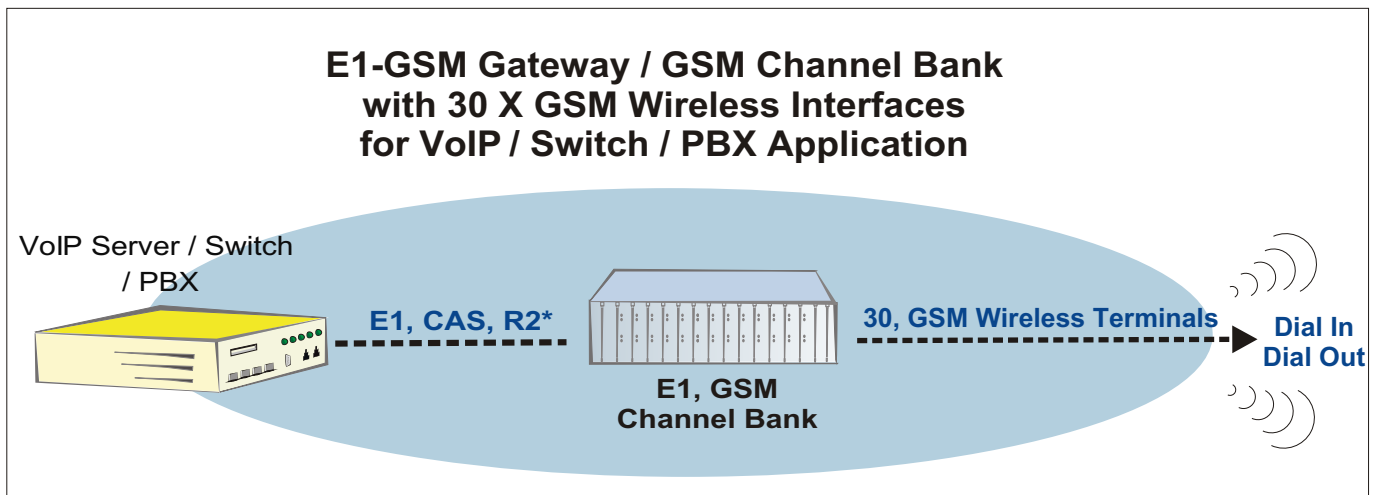 E1-GSM Gateway / GSM Channel Bank
with 30 X GSM Wireless Interfaces
for VoIP / Switch / PBX Application
VoIP Server / Switch
/ PBX
E1, CAS, R2*
E1, GSM
Channel Bank
30, GSM Wireless Terminals
Dial In
Dial Out